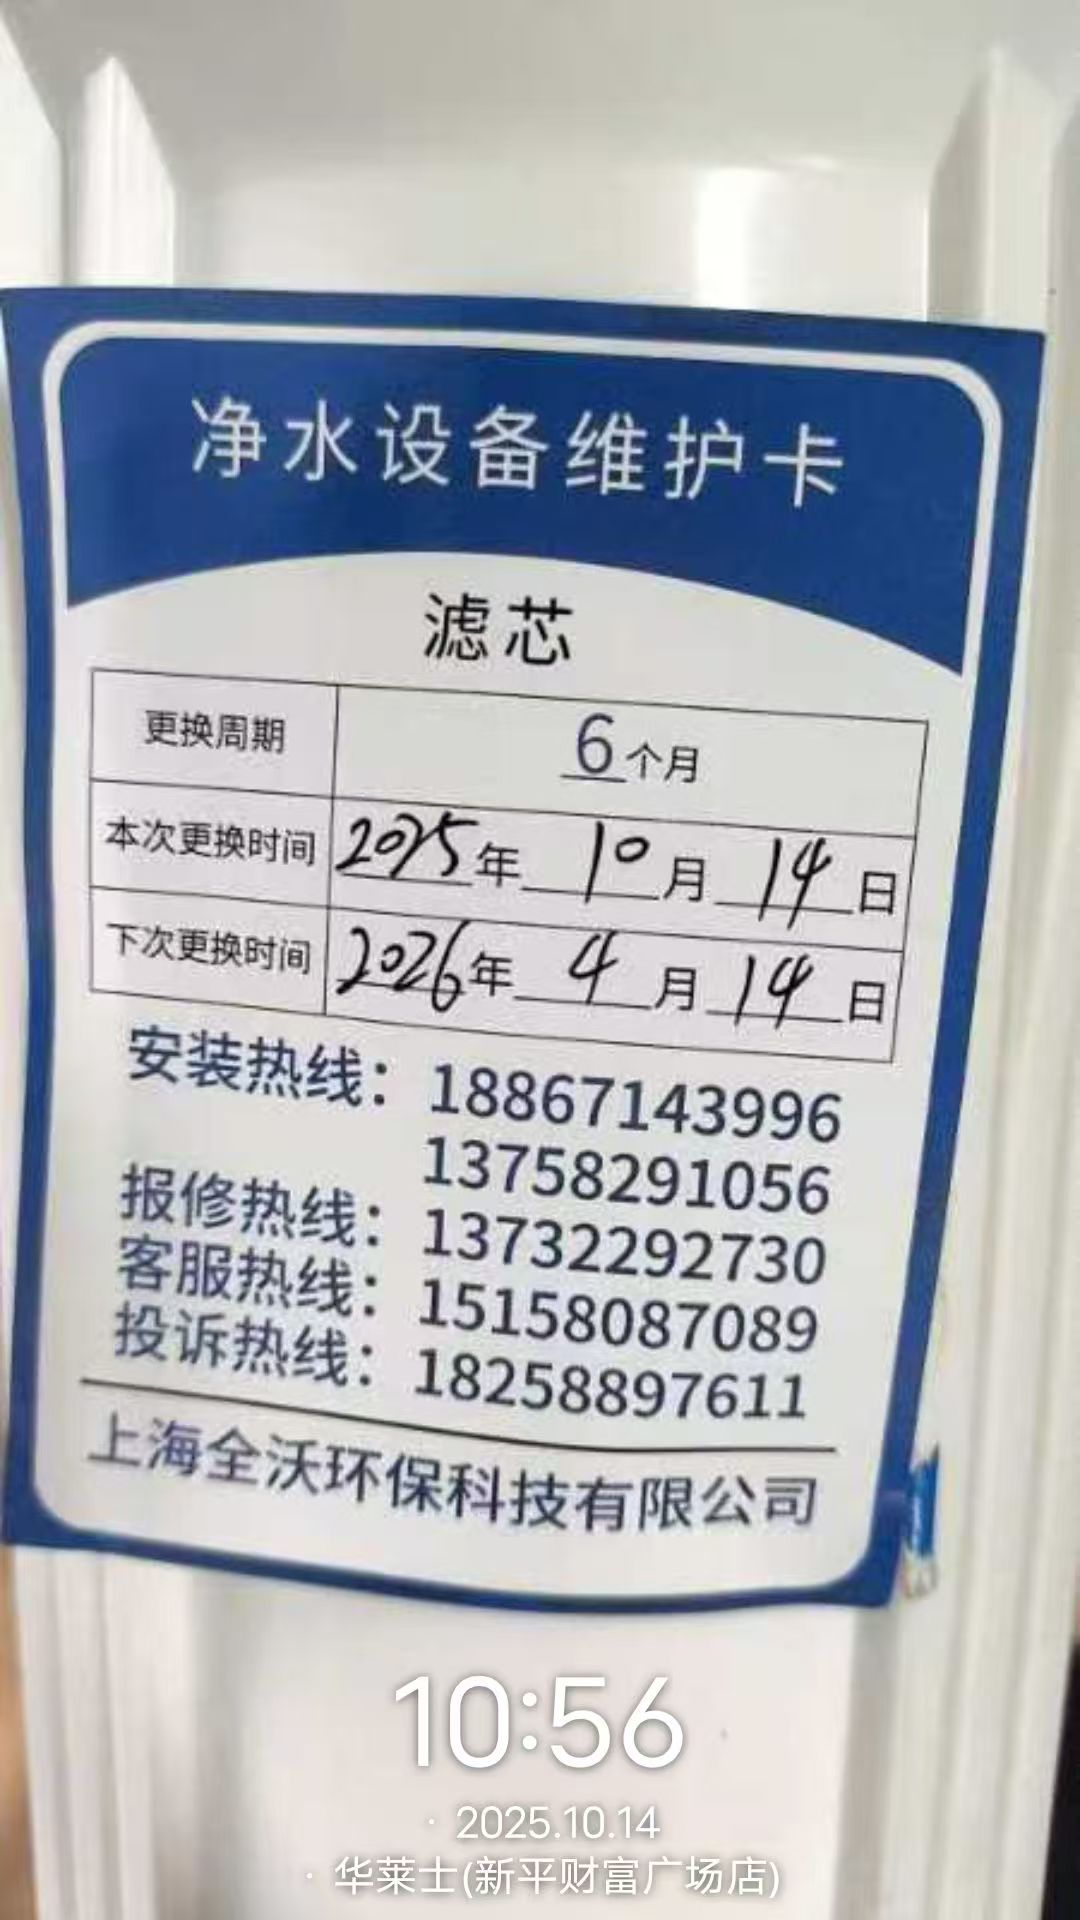 净水设备维护卡
滤芯
更换周期 6个月
本次更换时间 2025年 10月 14日
下次更换时间 2026年 4月 14日
安装热线：18867143996
13758291056
报修热线：13732292730
客服热线：15158087089
投诉热线：18258897611
上海全沃环保科技有限公司
10:56
· 2025.10.14
· 华莱士(新平财富广场店)